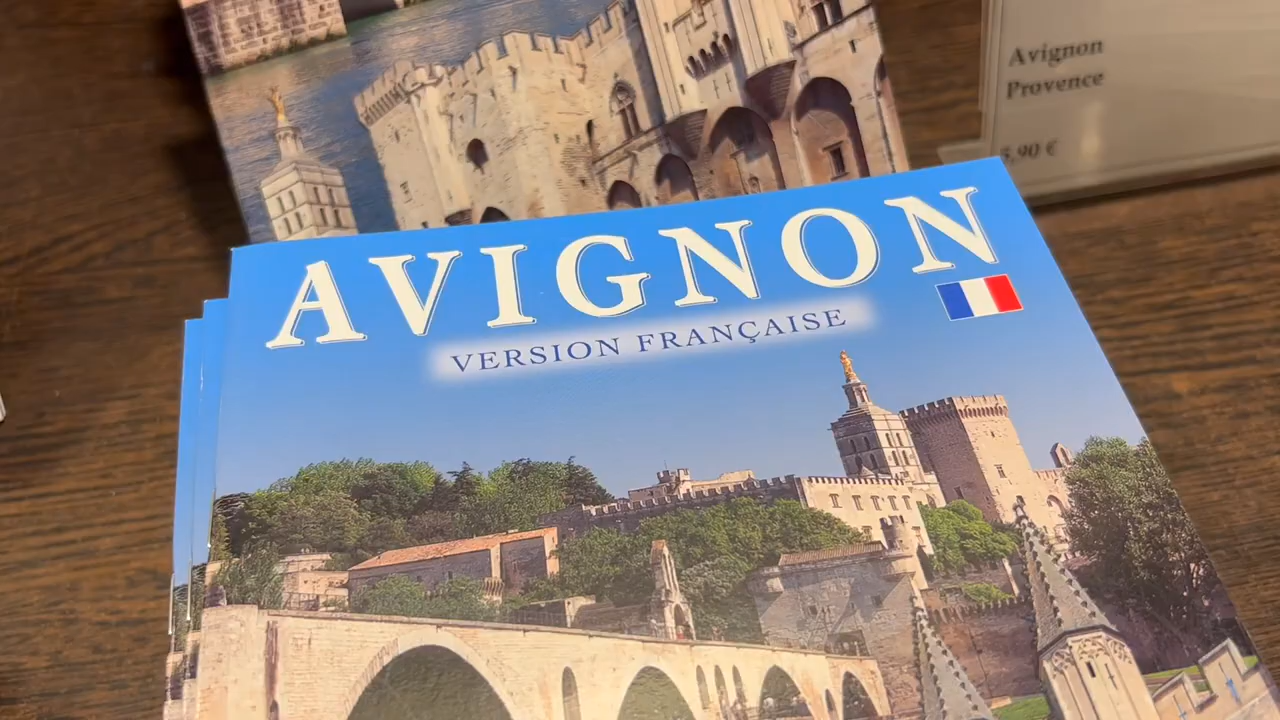 Avignon
Provence
5,90 €
AVIGNON
VERSION FRANÇAISE